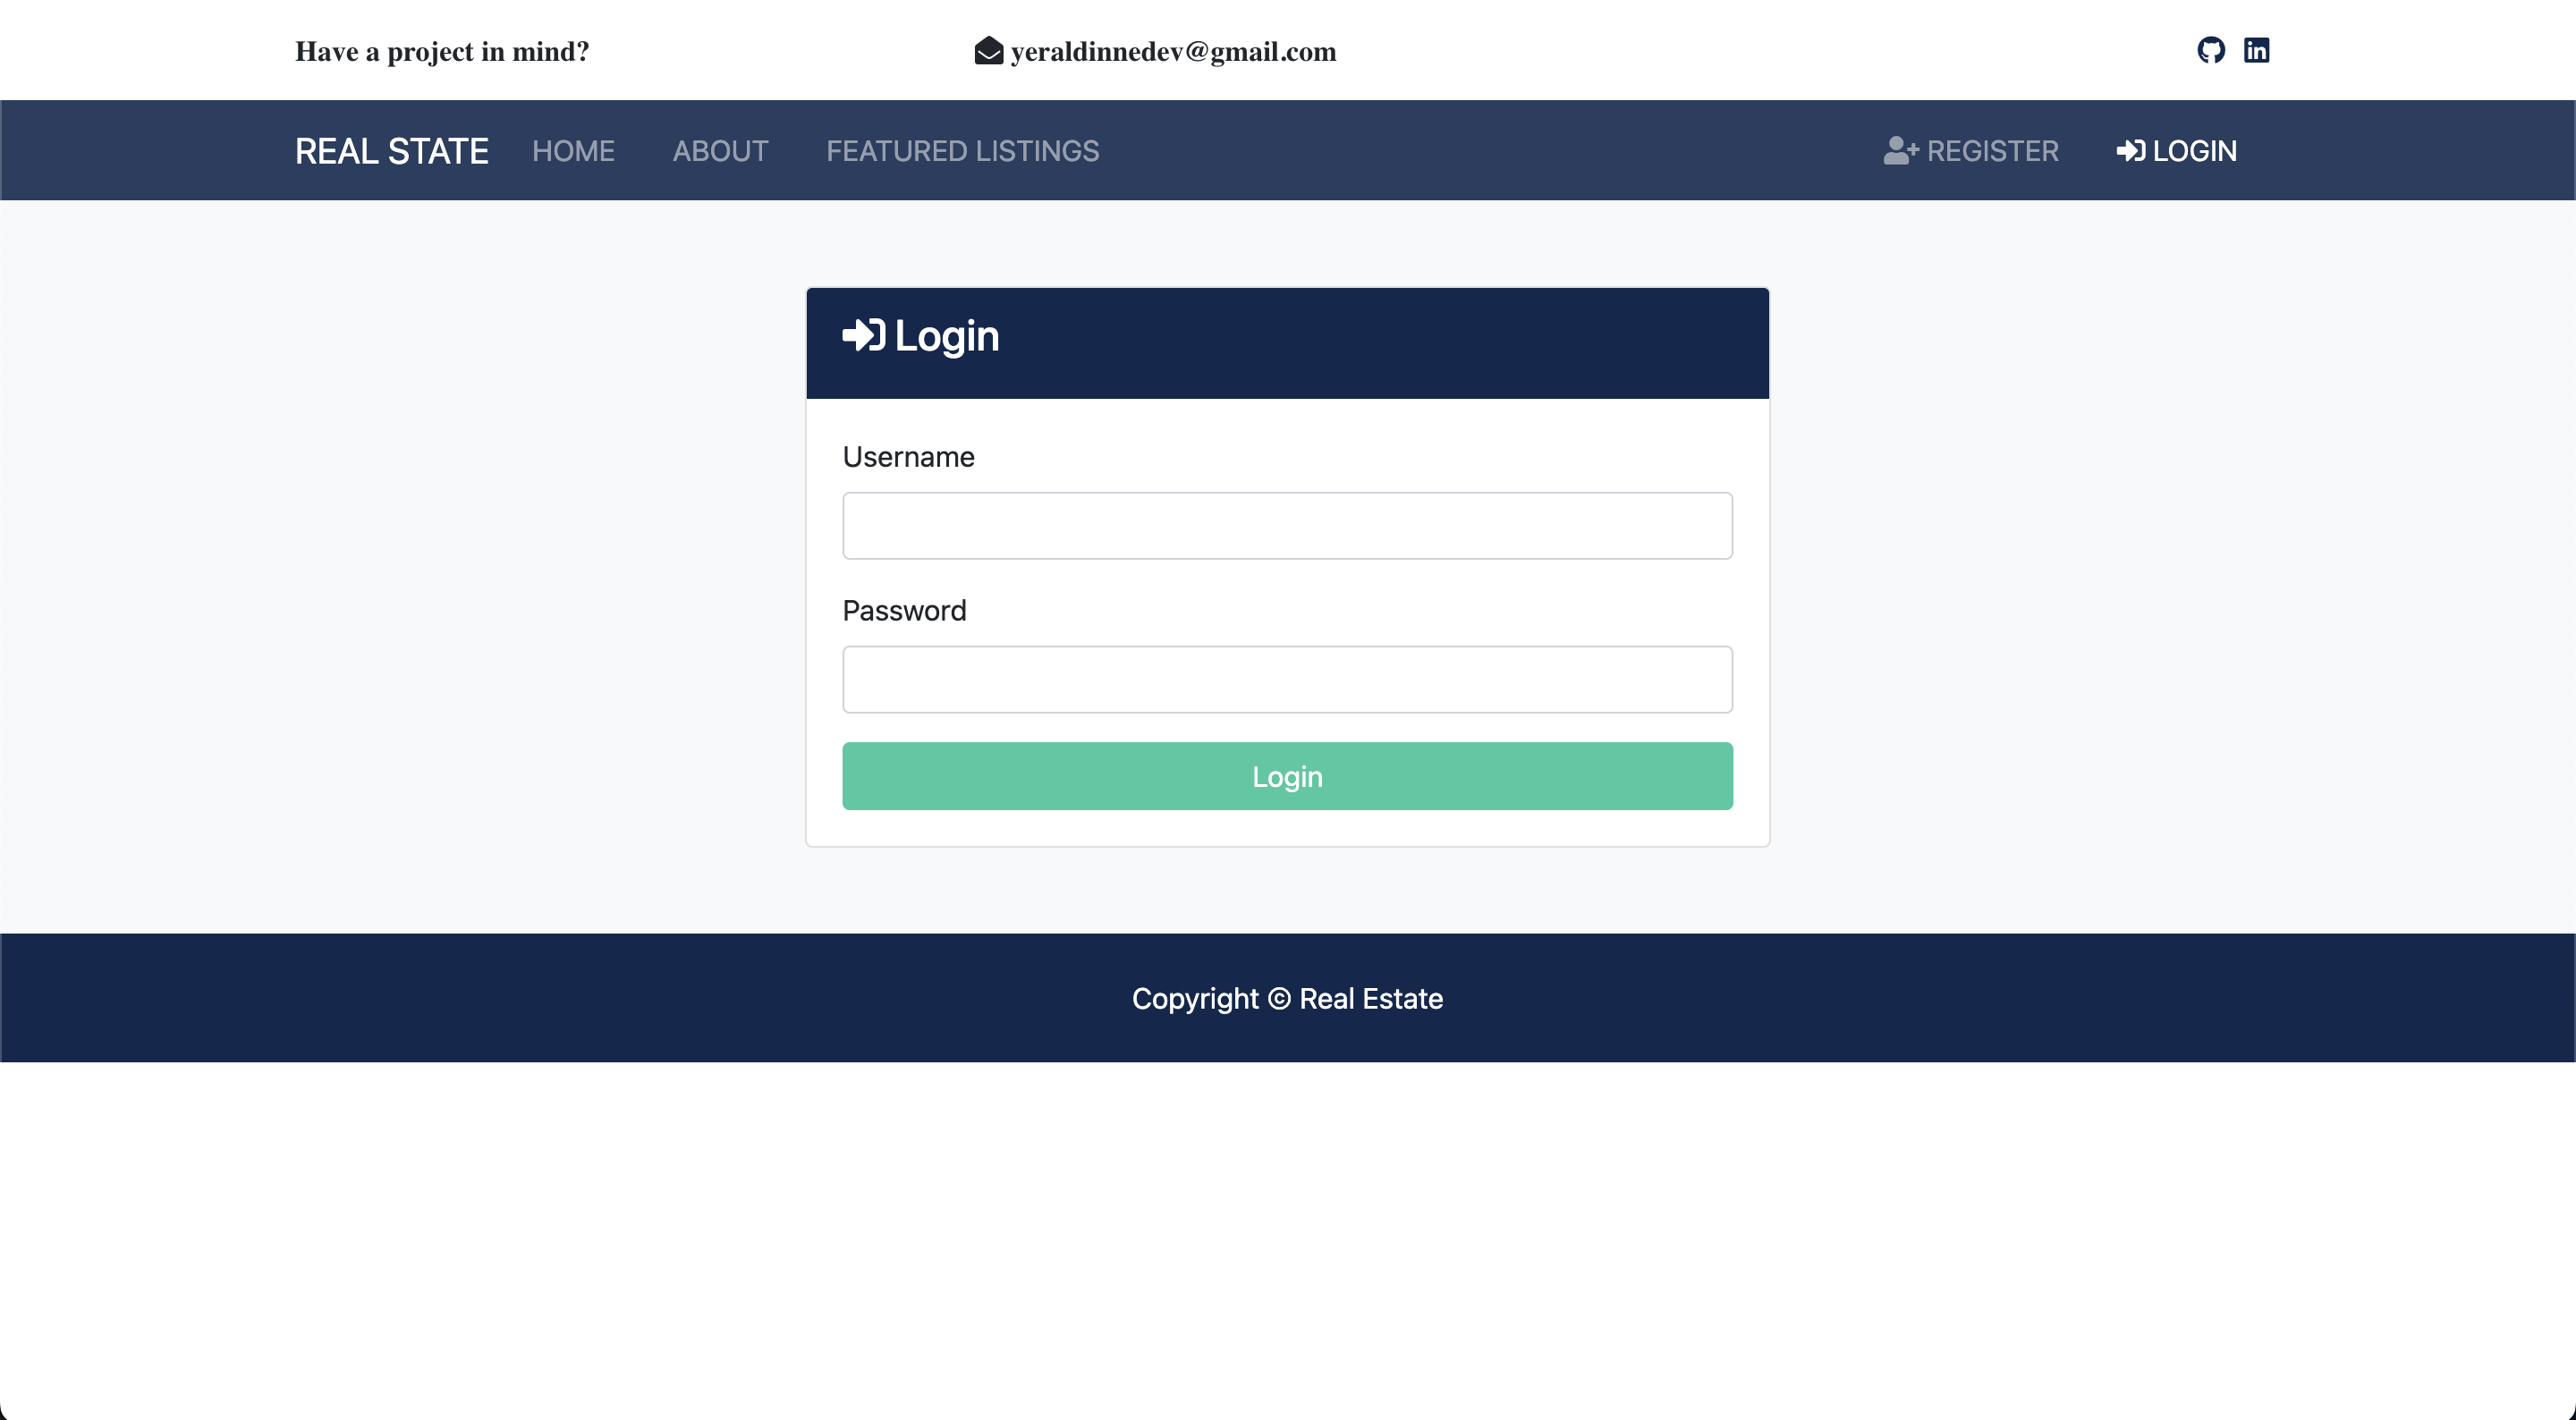 Have a project in mind? yeraldinnedev@gmail.com
REAL STATE HOME ABOUT FEATURED LISTINGS REGISTER LOGIN
Login
Username
Password
Login
Copyright © Real Estate